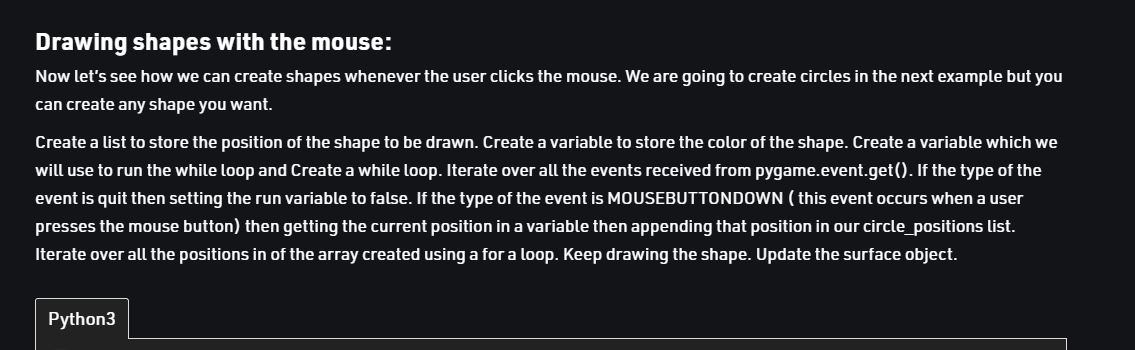 Drawing shapes with the mouse:
Now let's see how we can create shapes whenever the user clicks the mouse. We are going to create circles in the next example but you
can create any shape you want.
Create a list to store the position of the shape to be drawn. Create a variable to store the color of the shape. Create a variable which we
will use to run the while loop and Create a while loop. Iterate over all the events received from pygame.event.get(). If the type of the
event is quit then setting the run variable to false. If the type of the event is MOUSEBUTTONDOWN ( this event occurs when a user
presses the mouse button) then getting the current position in a variable then appending that position in our circle_positions list.
Iterate over all the positions in of the array created using a for a loop. Keep drawing the shape. Update the surface object.
Python3